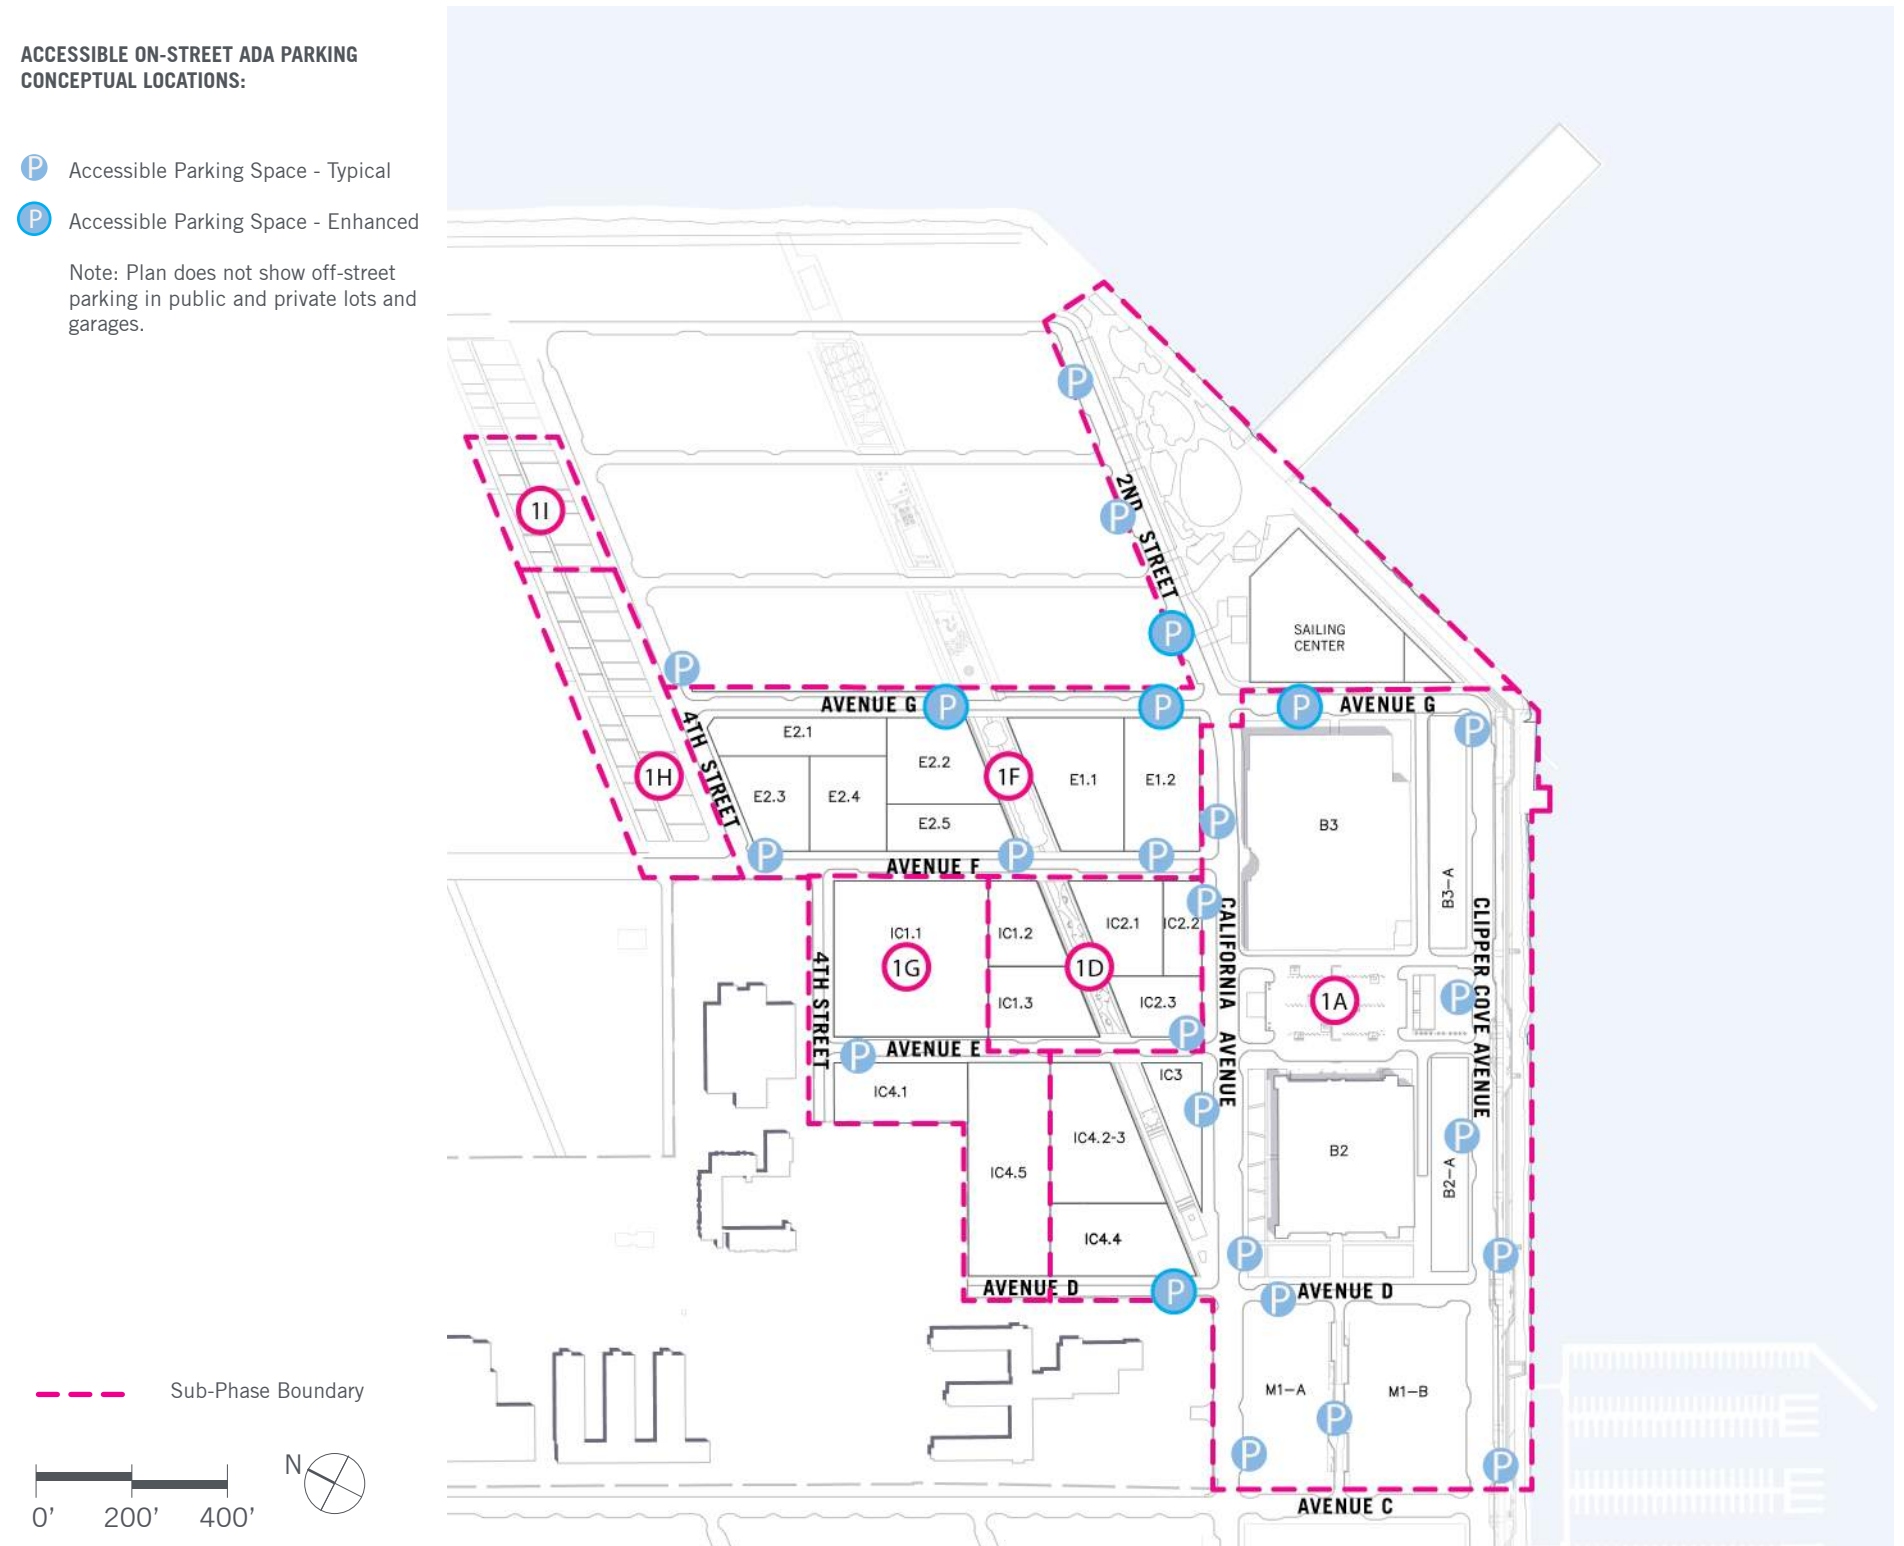 ACCESSIBLE ON-STREET ADA PARKING
CONCEPTUAL LOCATIONS:
P Accessible Parking Space - Typical
P Accessible Parking Space - Enhanced
Note: Plan does not show off-street
parking in public and private lots and
garages.
P
1I
2ND STREET
P
P
SAILING
CENTER
P
AVENUE G
P
P
P
AVENUE G
P
4TH STREET
E2.1
E2.2
1F
E1.1
E1.2
1H
E2.3
E2.4
E2.5
P
B3
P
P
P
AVENUE F
B3-A
P
CALIFORNIA AVENUE
CLIPPER COVE AVENUE
IC1.1
IC1.2
IC2.1
IC2.2
1G
1D
4TH STREET
IC1.3
IC2.3
1A
P
P
P
AVENUE E
IC3
IC4.1
P
IC4.2-3
P
B2
IC4.5
B2-A
IC4.4
P
P
AVENUE D
P
P
AVENUE D
M1-A
M1-B
P
P
P
AVENUE C
Sub-Phase Boundary
N
0' 200' 400'